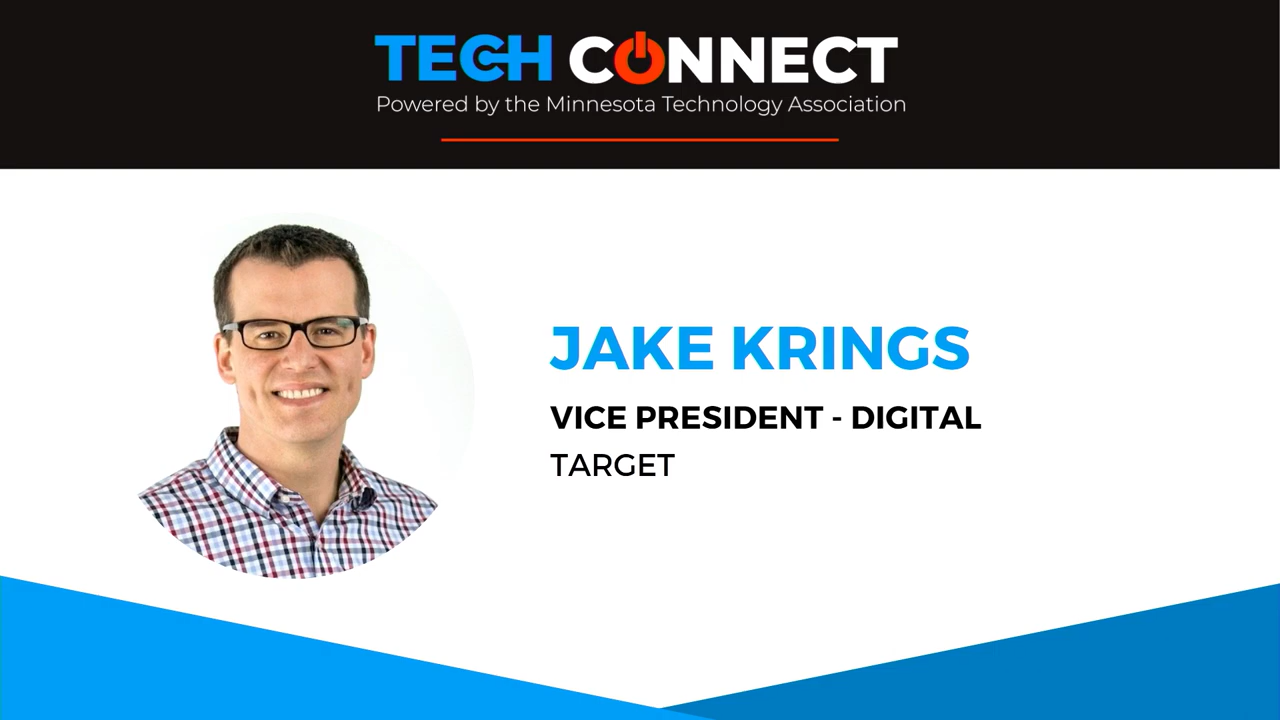 TECH CONNECT
Powered by the Minnesota Technology Association
JAKE KRINGS
VICE PRESIDENT - DIGITAL
TARGET